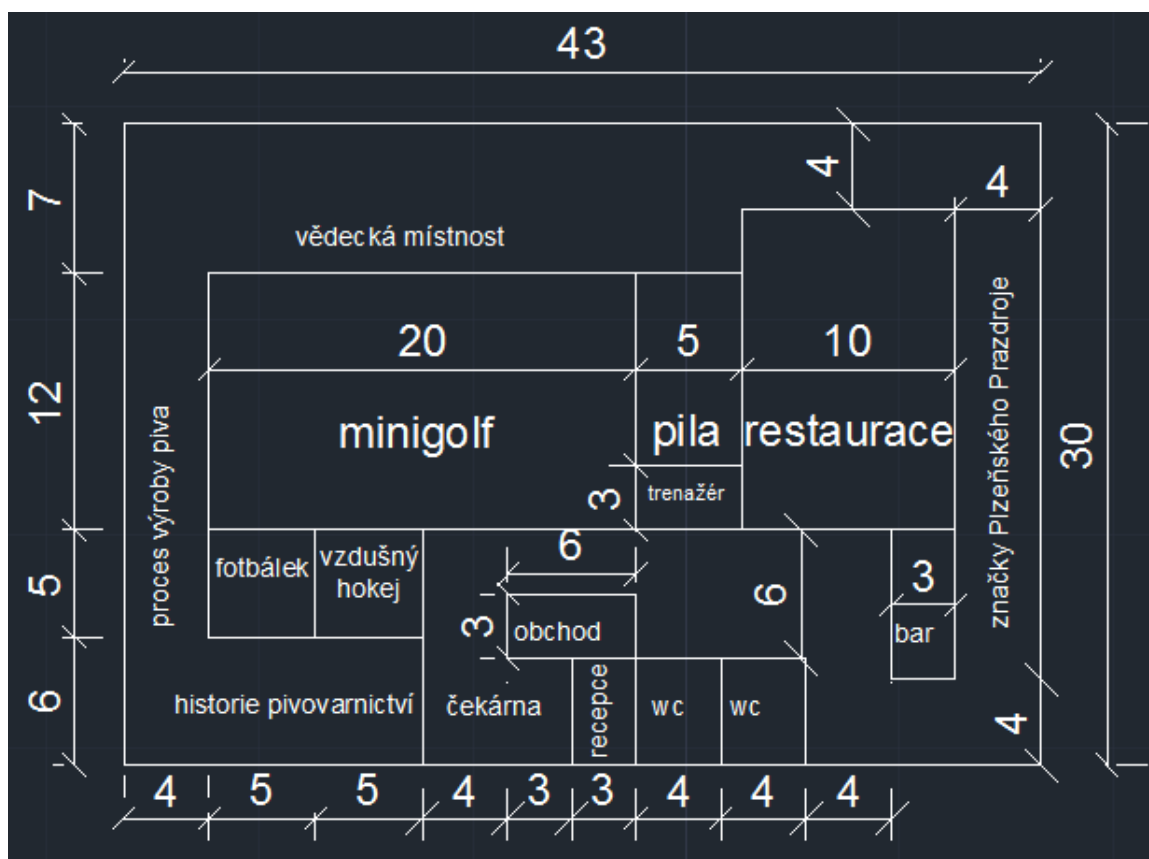 43
4
4
7
vědecká místnost
20
5
10
12
minigolf
pila
restaurace
30
značky Plzeňského Prazdroje
proces výroby piva
trenažér
3
6
3
5
fotbálek
vzdušný
hokej
6
3
obchod
bar
6
historie pivovarnictví
čekárna
recepce
wc
wc
4
4
5
5
4
3
3
4
4
4